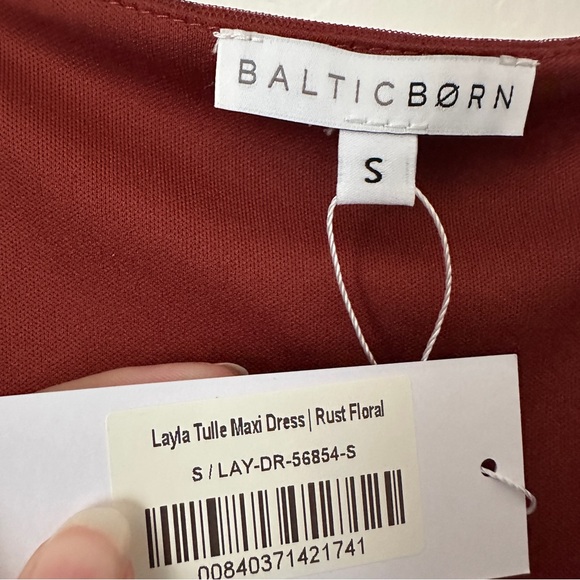 BALTICBØRN
S
Layla Tulle Maxi Dress | Rust Floral
S / LAY-DR-56854-S
00840371421741